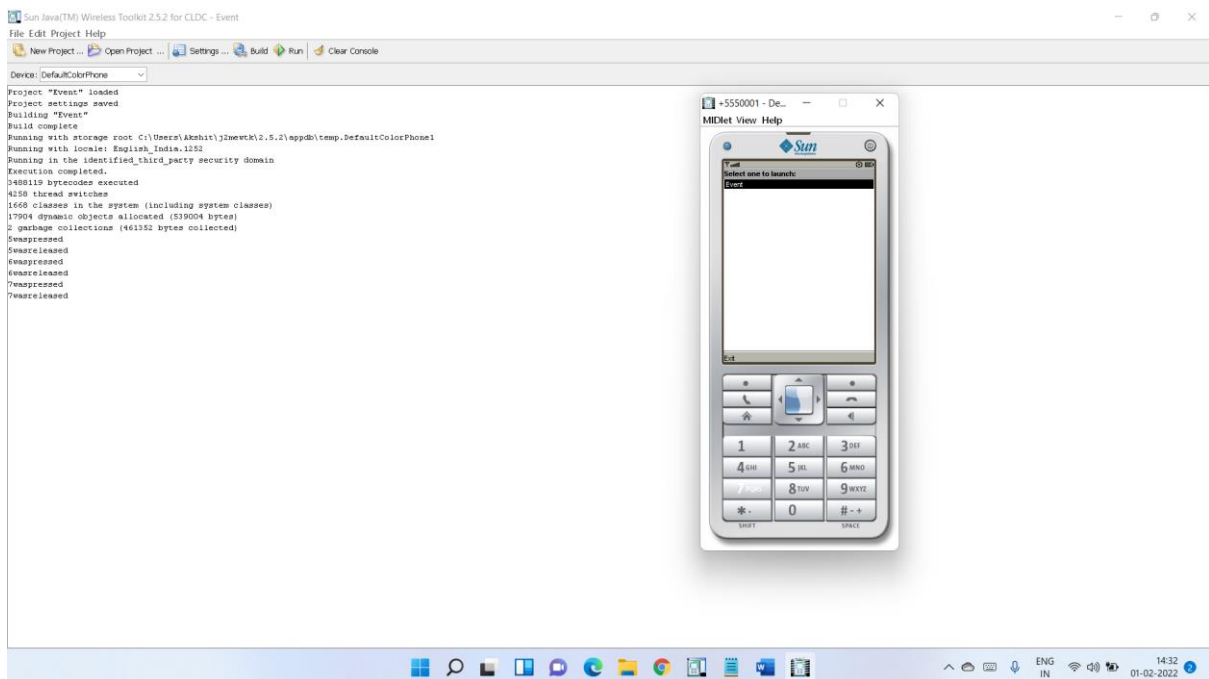 Sun Java(TM) Wireless Toolkit 2.5.2 for CLDC - Event
File Edit Project Help
New Project ... Open Project ... Settings ... Build Run Clear Console
Device: DefaultColorPhone
Project "Event" loaded
Project settings saved
Building "Event"
Build complete
Running with storage root C:\Users\Akshit\j2mewtk\2.5.2\appdb\temp.DefaultColorPhone1
Running with locale: English_India.1252
Running in the identified_third_party security domain
Execution completed.
3488119 bytecodes executed
4258 thread switches
1668 classes in the system (including system classes)
17904 dynamic objects allocated (539004 bytes)
2 garbage collections (461352 bytes collected)
5waspressed
5wasreleased
6waspressed
6wasreleased
7waspressed
7wasreleased
+5550001 - De...
MIDlet View Help
Sun
Select one to launch:
Event
Exit
1 2 ABC 3 DEF
4 GHI 5 JKL 6 MNO
7 8 TUV 9 WXYZ
* . 0 # - +
SHIFT SPACE
ENG
IN
14:32
01-02-2022
2